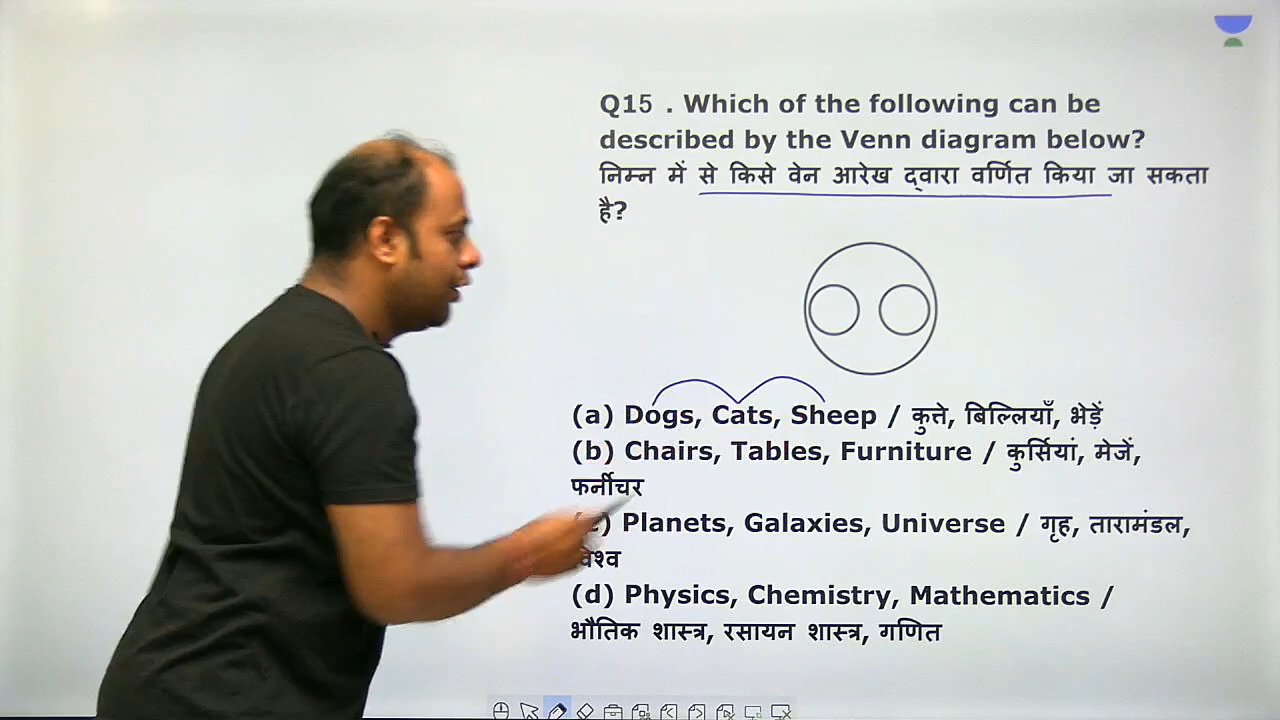 Q15 . Which of the following can be
described by the Venn diagram below?
निम्न में से किसे वेन आरेख द्वारा वर्णित किया जा सकता
है?
(a) Dogs, Cats, Sheep / कुत्ते, बिल्लियाँ, भेड़ें
(b) Chairs, Tables, Furniture / कुर्सियां, मेजें,
फर्नीचर
Planets, Galaxies, Universe / गृह, तारामंडल,
विश्व
(d) Physics, Chemistry, Mathematics /
भौतिक शास्त्र, रसायन शास्त्र, गणित